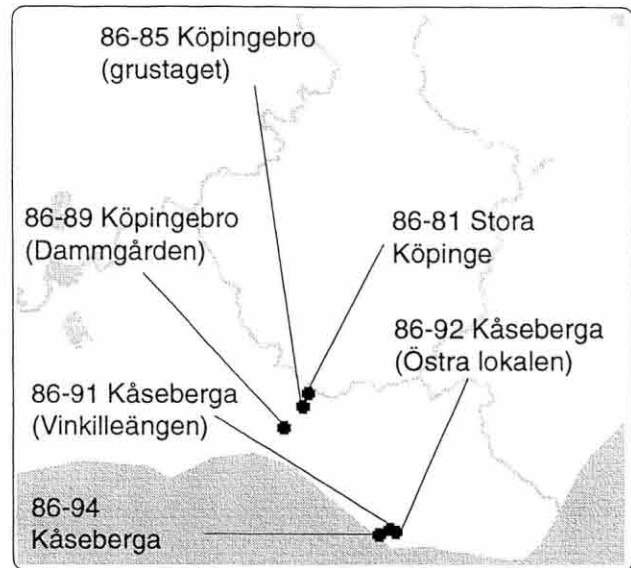 86-85 Köpingebro
(grustaget)
86-89 Köpingebro
(Dammgården)
86-81 Stora
Köpinge
86-92 Kåseberga
(Östra lokalen)
86-91 Kåseberga
(Vinkilleängen)
86-94
Kåseberga